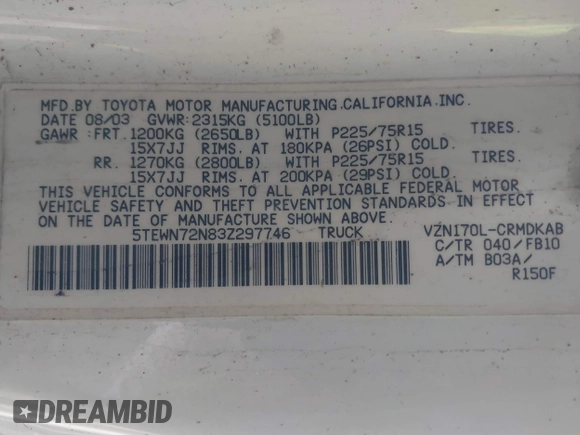 MFD.BY TOYOTA MOTOR MANUFACTURING.CALIFORNIA.INC.
DATE 08/03 GVWR:2315KG (5100LB)
GAWR :FRT. 1200KG (2650LB) WITH P225/75R15 TIRES.
15X7JJ RIMS. AT 180KPA (26PSI) COLD.
RR. 1270KG (2800LB) WITH P225/75R15 TIRES.
15X7JJ RIMS. AT 200KPA (29PSI) COLD.
THIS VEHICLE CONFORMS TO ALL APPLICABLE FEDERAL MOTOR
VEHICLE SAFETY AND THEFT PREVENTION STANDARDS IN EFFECT
ON THE DATE OF MANUFACTURE SHOWN ABOVE.
5TEWN72N83Z297746 TRUCK VZN170L-CRMDKAB
C/TR 040/FB10
A/TM B03A/
R150F
DREAMBID